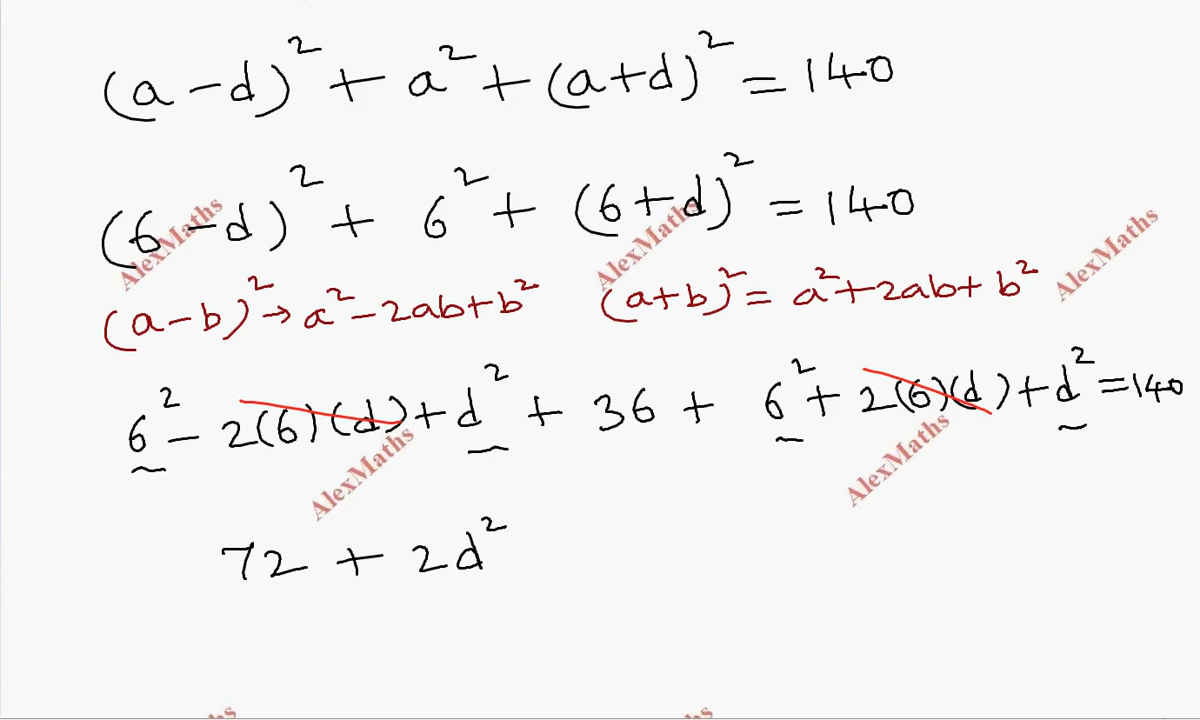 (a-d)² + a² + (a+d)² = 140
(6-d)² + 6² + (6+d)² = 140
AlexMaths AlexMaths AlexMaths
(a-b)² → a² - 2ab + b² (a+b)² = a² + 2ab + b²
6² - 2(6)(d) + d² + 36 + 6² + 2(6)(d) + d² = 140
AlexMaths AlexMaths
72 + 2d²